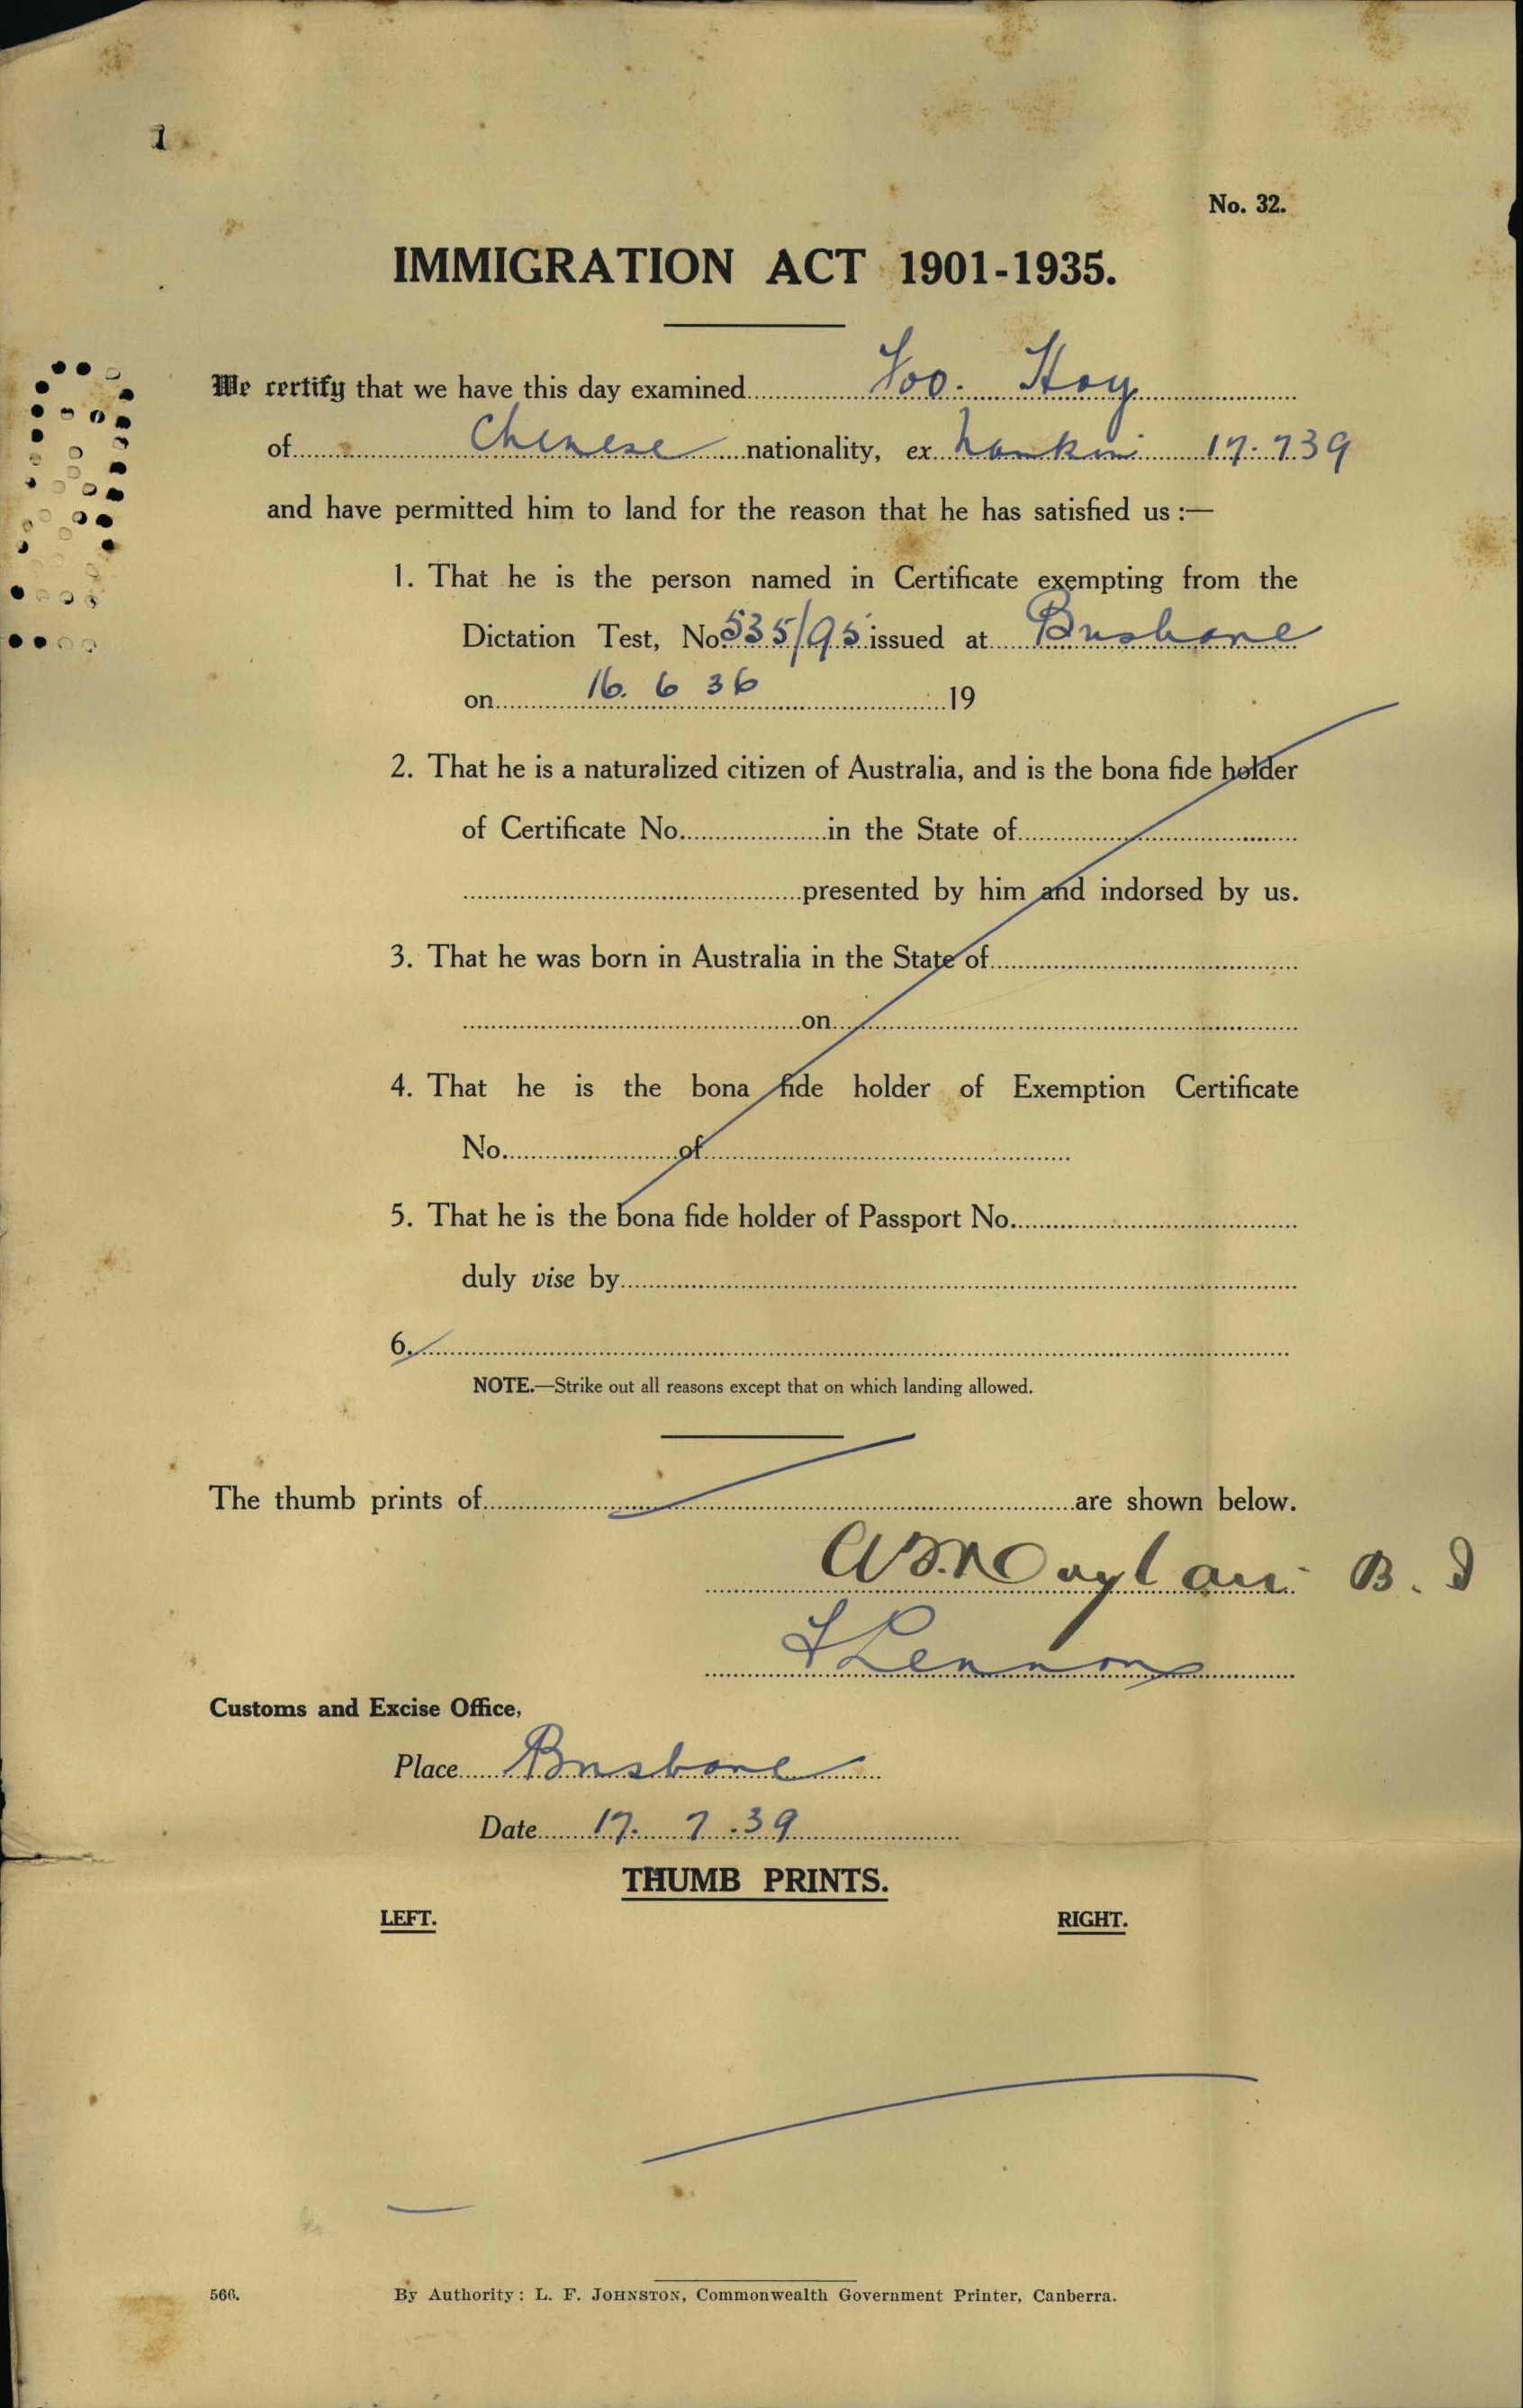 1
No. 32.
IMMIGRATION ACT 1901-1935.
We certify that we have this day examined Foo. Hoy
of Chinese nationality, ex Nankin 17.7.39
and have permitted him to land for the reason that he has satisfied us :—
1. That he is the person named in Certificate exempting from the
Dictation Test, No. 535/95 issued at Brisbane
on 16. 6 36 19
2. That he is a naturalized citizen of Australia, and is the bona fide holder
of Certificate No. in the State of
presented by him and indorsed by us.
3. That he was born in Australia in the State of
on
4. That he is the bona fide holder of Exemption Certificate
No. of
5. That he is the bona fide holder of Passport No.
duly vise by
6.
NOTE.—Strike out all reasons except that on which landing allowed.
The thumb prints of are shown below.
B. I
Lennon
Customs and Excise Office,
Place Brisbane
Date 17. 7.39
THUMB PRINTS.
LEFT. RIGHT.
566. By Authority: L. F. JOHNSTON, Commonwealth Government Printer, Canberra.